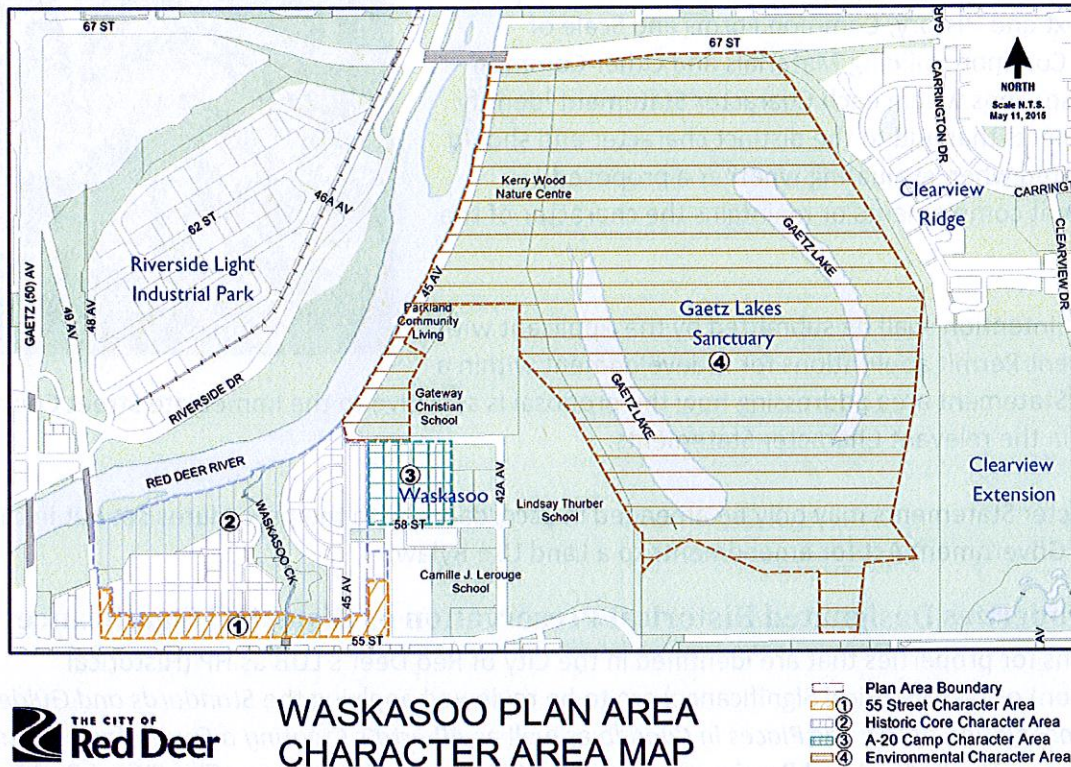 67 ST
67 ST
CARRINGTON DR
NORTH
Scale N.T.S.
May 11, 2015
Kerry Wood
Nature Centre
Clearview
Ridge
CLEARVIEW DR
46A AV
62 ST
Riverside Light
Industrial Park
GAETZ (50) AV
49 AV
48 AV
45 AV
GAETZ LAKE
Gaetz Lakes
Sanctuary
④
GAETZ LAKE
Parkland
Community
Living
RIVERSIDE DR
Gateway
Christian
School
RED DEER RIVER
③
Waskasoo
42A AV
Lindsay Thurber
School
58 ST
Clearview
Extension
②
WASKASOO CK
45 AV
Camille J. Lerouge
School
①
55 ST
AV
THE CITY OF
Red Deer
WASKASOO PLAN AREA
CHARACTER AREA MAP
Plan Area Boundary
① 55 Street Character Area
② Historic Core Character Area
③ A-20 Camp Character Area
④ Environmental Character Area